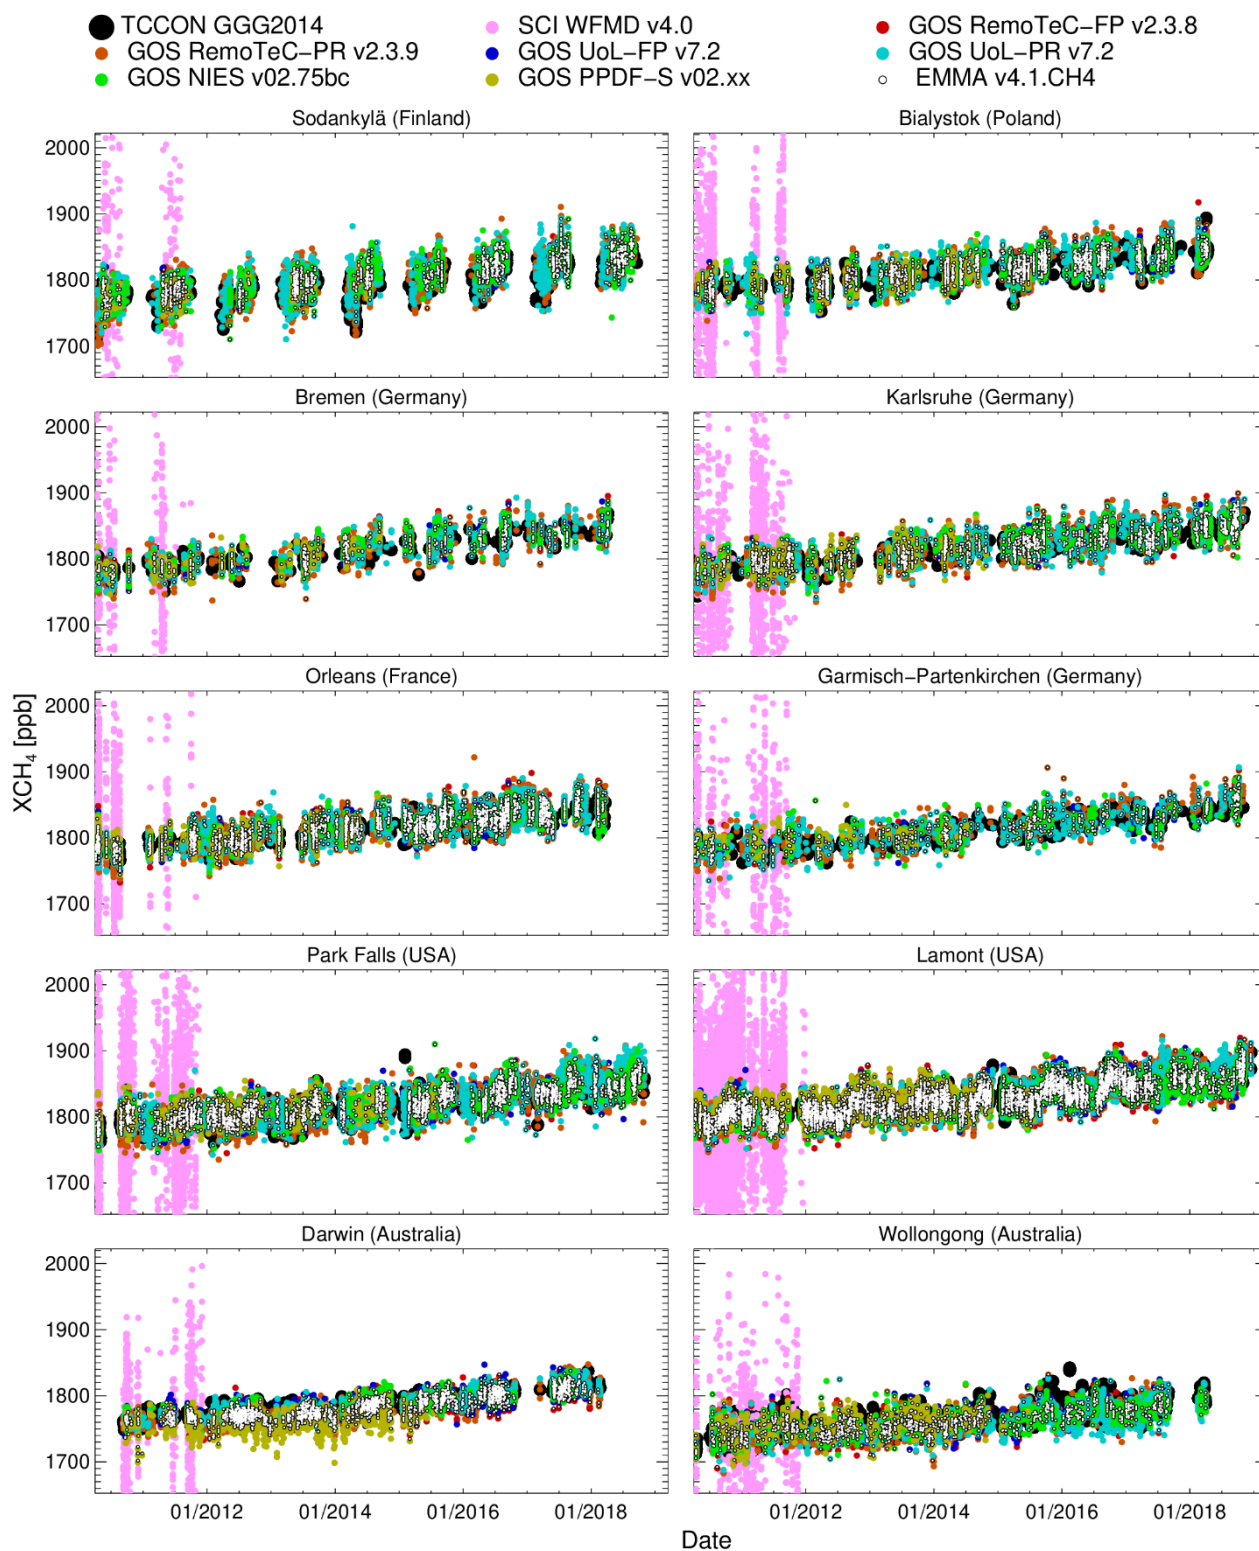 TCCON GGG2014 SCI WFMD v4.0 GOS RemoTeC-FP v2.3.8
GOS RemoTeC-PR v2.3.9 GOS UoL-FP v7.2 GOS UoL-PR v7.2
GOS NIES v02.75bc GOS PPDF-S v02.xx EMMA v4.1.CH4
Sodankylä (Finland) Bialystok (Poland)
2000
1900
1800
1700
Bremen (Germany) Karlsruhe (Germany)
2000
1900
1800
1700
Orleans (France) Garmisch-Partenkirchen (Germany)
2000
1900
1800
1700
XCH₄ [ppb]
Park Falls (USA) Lamont (USA)
2000
1900
1800
1700
Darwin (Australia) Wollongong (Australia)
2000
1900
1800
1700
01/2012 01/2014 01/2016 01/2018 01/2012 01/2014 01/2016 01/2018
Date